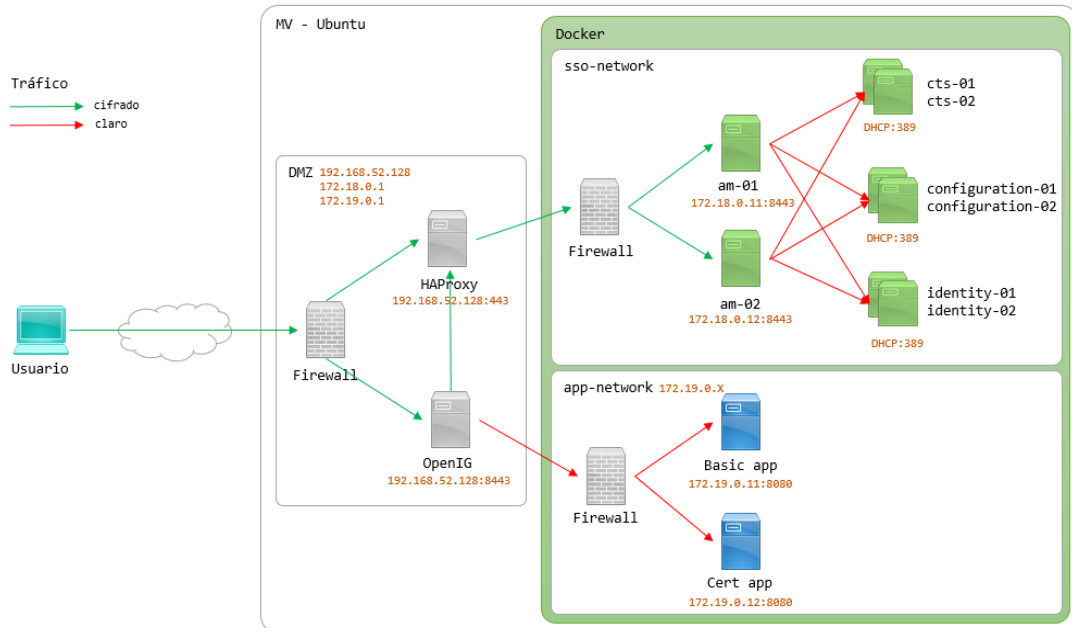 MV - Ubuntu
Docker
sso-network
Tráfico
cifrado
claro
cts-01
cts-02
DHCP:389
DMZ 192.168.52.128
172.18.0.1
172.19.0.1
am-01
172.18.0.11:8443
configuration-01
configuration-02
DHCP:389
Firewall
HAProxy
192.168.52.128:443
am-02
172.18.0.12:8443
identity-01
identity-02
DHCP:389
Usuario
Firewall
app-network 172.19.0.X
OpenIG
192.168.52.128:8443
Basic app
172.19.0.11:8080
Firewall
Cert app
172.19.0.12:8080